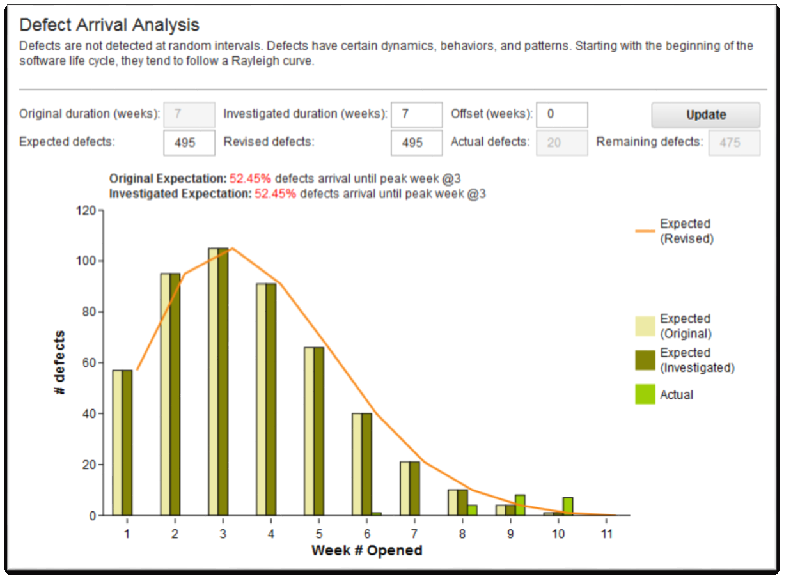 Defect Arrival Analysis
Defects are not detected at random intervals. Defects have certain dynamics, behaviors, and patterns. Starting with the beginning of the
software life cycle, they tend to follow a Rayleigh curve.
Original duration (weeks): 7 Investigated duration (weeks): 7 Offset (weeks): 0 Update
Expected defects: 495 Revised defects: 495 Actual defects: 20 Remaining defects: 475
Original Expectation: 52.45% defects arrival until peak week @3
Investigated Expectation: 52.45% defects arrival until peak week @3
120
100
80
60
40
20
0
# defects
1 2 3 4 5 6 7 8 9 10 11
Week # Opened
Expected
(Revised)
Expected
(Original)
Expected
(Investigated)
Actual